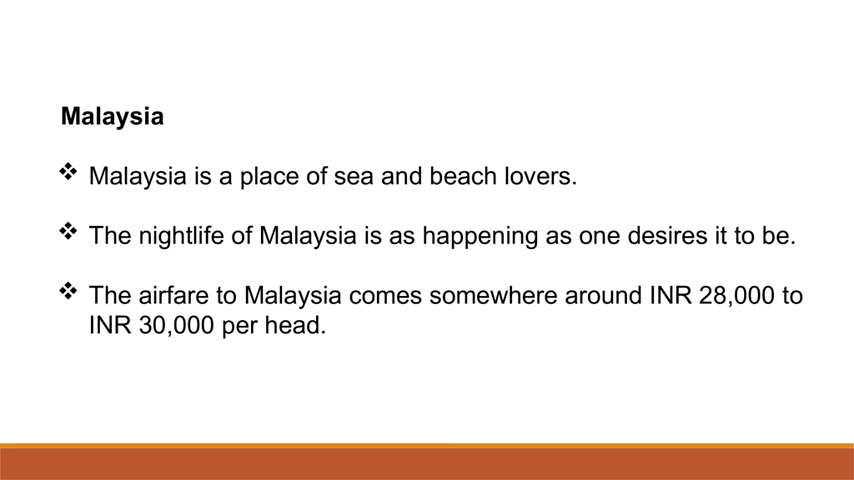 Malaysia
❖ Malaysia is a place of sea and beach lovers.
❖ The nightlife of Malaysia is as happening as one desires it to be.
❖ The airfare to Malaysia comes somewhere around INR 28,000 to
INR 30,000 per head.